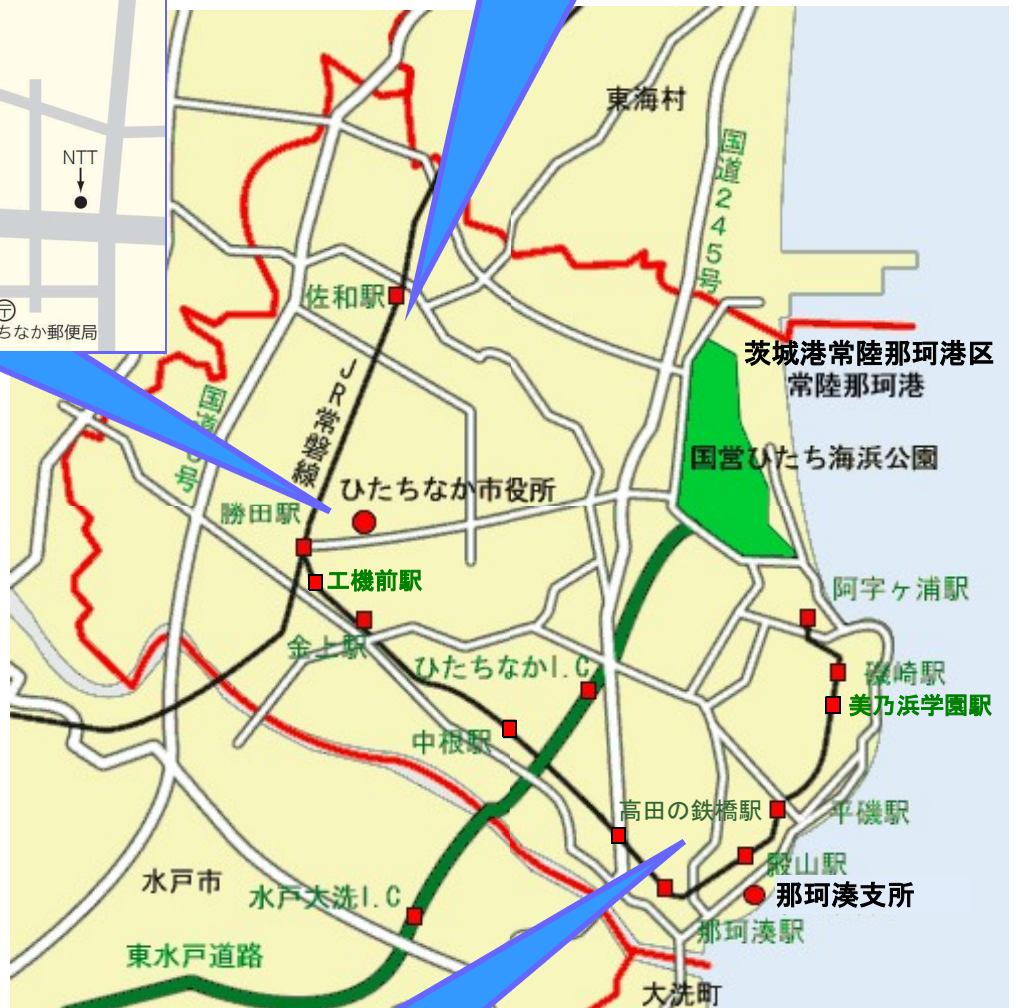 東海村
国道245号
NTT
〒
ちなか郵便局
佐和駅
茨城港常陸那珂港区
常陸那珂港
JR常磐線
国道
号
国営ひたち海浜公園
ひたちなか市役所
勝田駅
工機前駅
阿字ヶ浦駅
金上駅
ひたちなかI.C
磯崎駅
美乃浜学園駅
中根駅
高田の鉄橋駅
平磯駅
殿山駅
水戸市
水戸大洗I.C
那珂湊支所
那珂湊駅
東水戸道路
大洗町